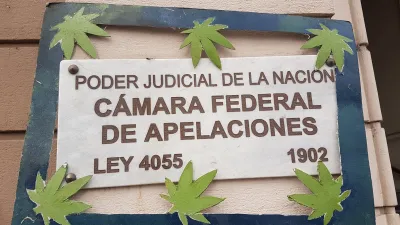 PODER JUDICIAL DE LA NACIÓN
CÁMARA FEDERAL
DE APELACIONES
LEY 4055 1902